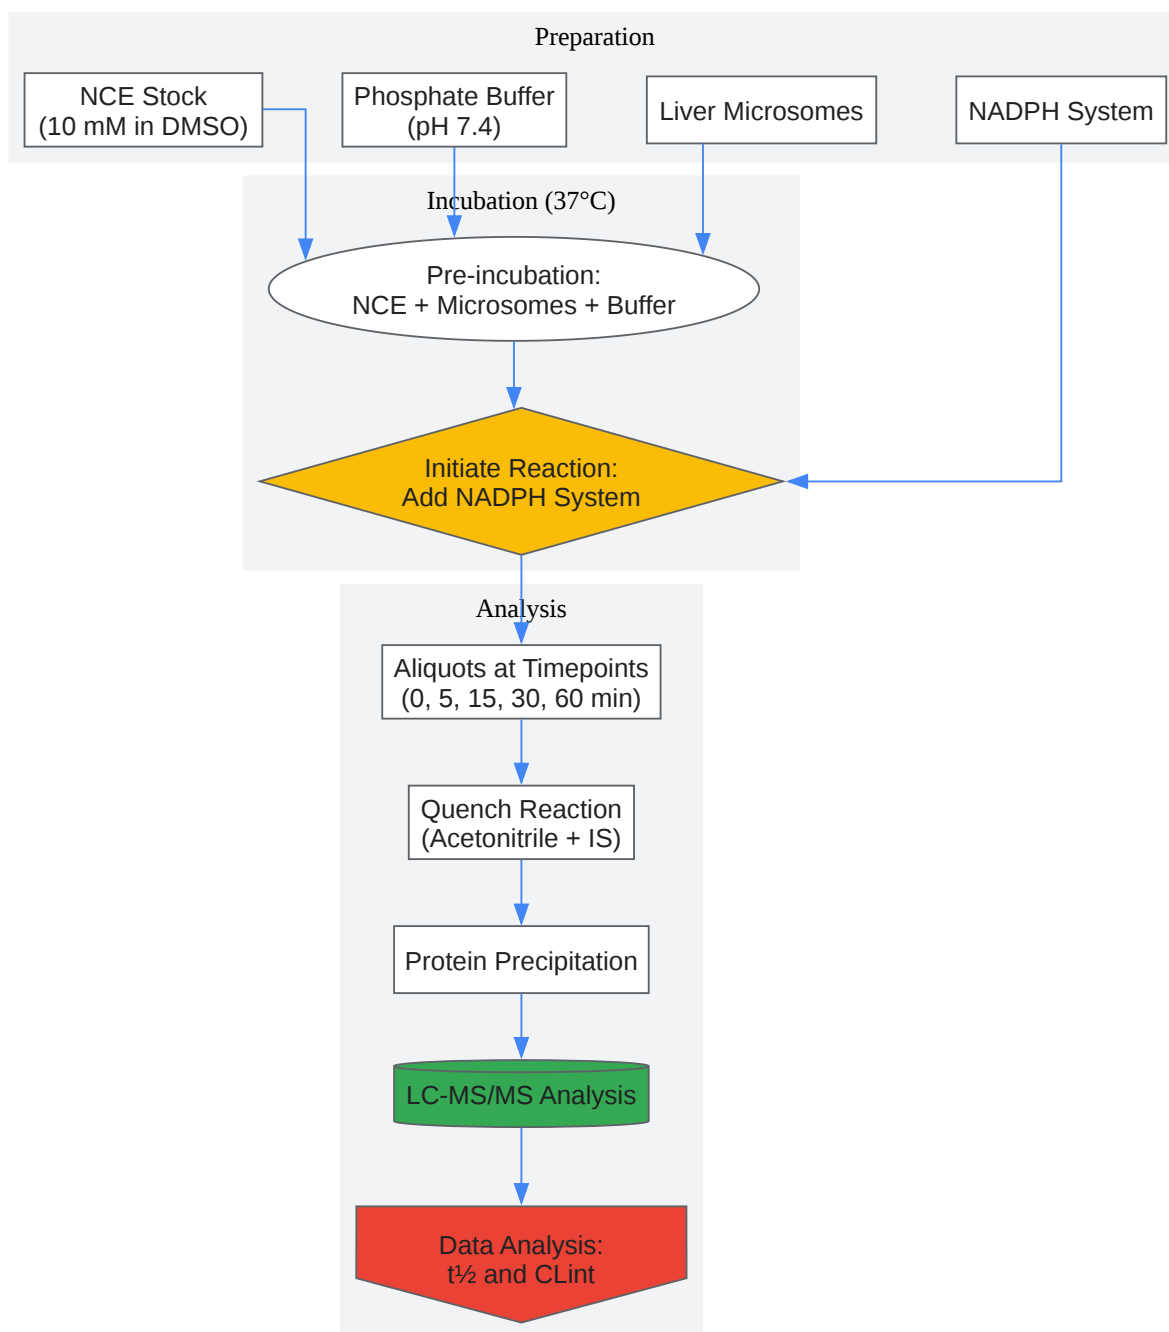 Preparation
NCE Stock
(10 mM in DMSO)
Phosphate Buffer
(pH 7.4)
Liver Microsomes
NADPH System
Incubation (37°C)
Pre-incubation:
NCE + Microsomes + Buffer
Initiate Reaction:
Add NADPH System
Analysis
Aliquots at Timepoints
(0, 5, 15, 30, 60 min)
Quench Reaction
(Acetonitrile + IS)
Protein Precipitation
LC-MS/MS Analysis
Data Analysis:
t½ and CLint